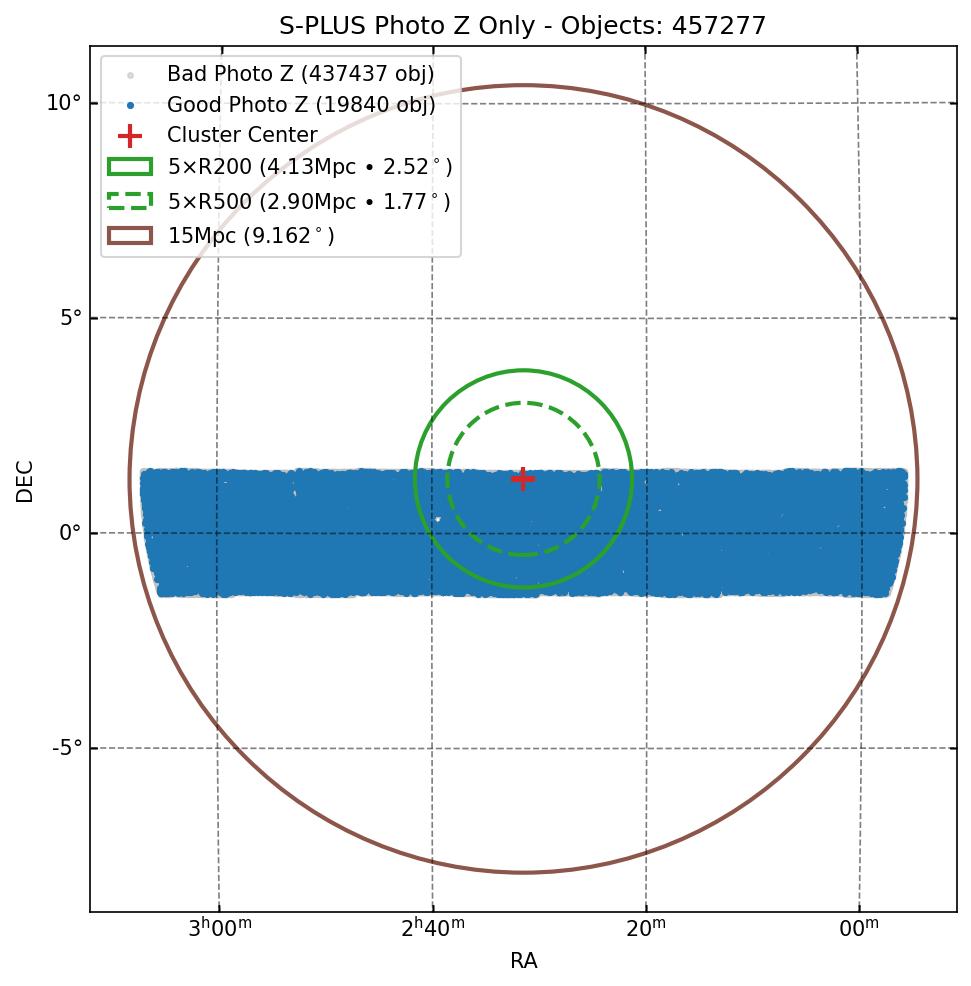 S-PLUS Photo Z Only - Objects: 457277
Bad Photo Z (437437 obj)
Good Photo Z (19840 obj)
Cluster Center
5×R200 (4.13Mpc • 2.52°)
5×R500 (2.90Mpc • 1.77°)
15Mpc (9.162°)
10°
5°
0°
-5°
DEC
3ʰ00ᵐ
2ʰ40ᵐ
20ᵐ
00ᵐ
RA